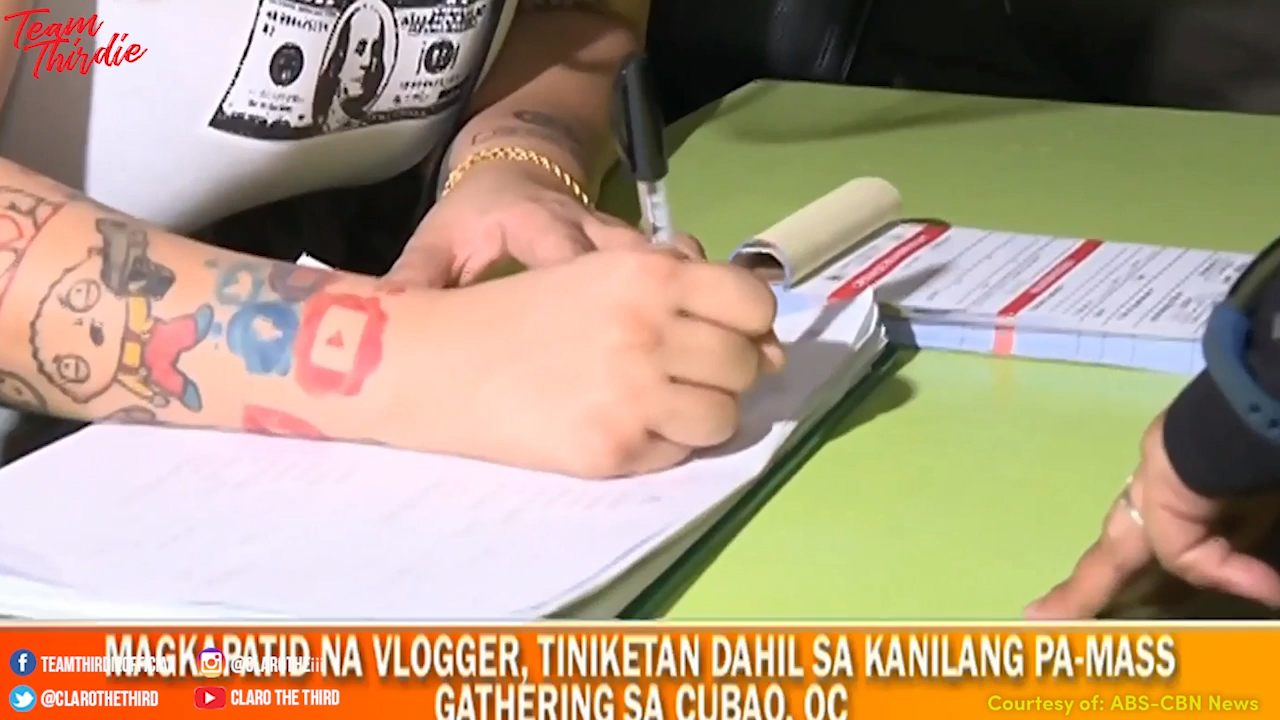 Team
Thirdie
MAGKAPATID NA VLOGGER, TINIKETAN DAHIL SA KANILANG PA-MASS
GATHERING SA CUBAO, QC
TEAMTHIRDIEOFFICIAL
@CLAROTHEiii
@CLAROTHETHIRD
CLARO THE THIRD
Courtesy of: ABS-CBN News